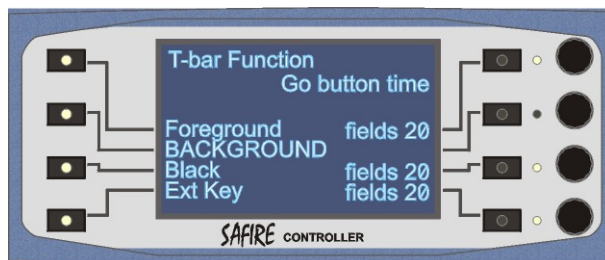 T-bar Function
Go button time
Foreground fields 20
BACKGROUND
Black fields 20
Ext Key fields 20
SAFIRE CONTROLLER